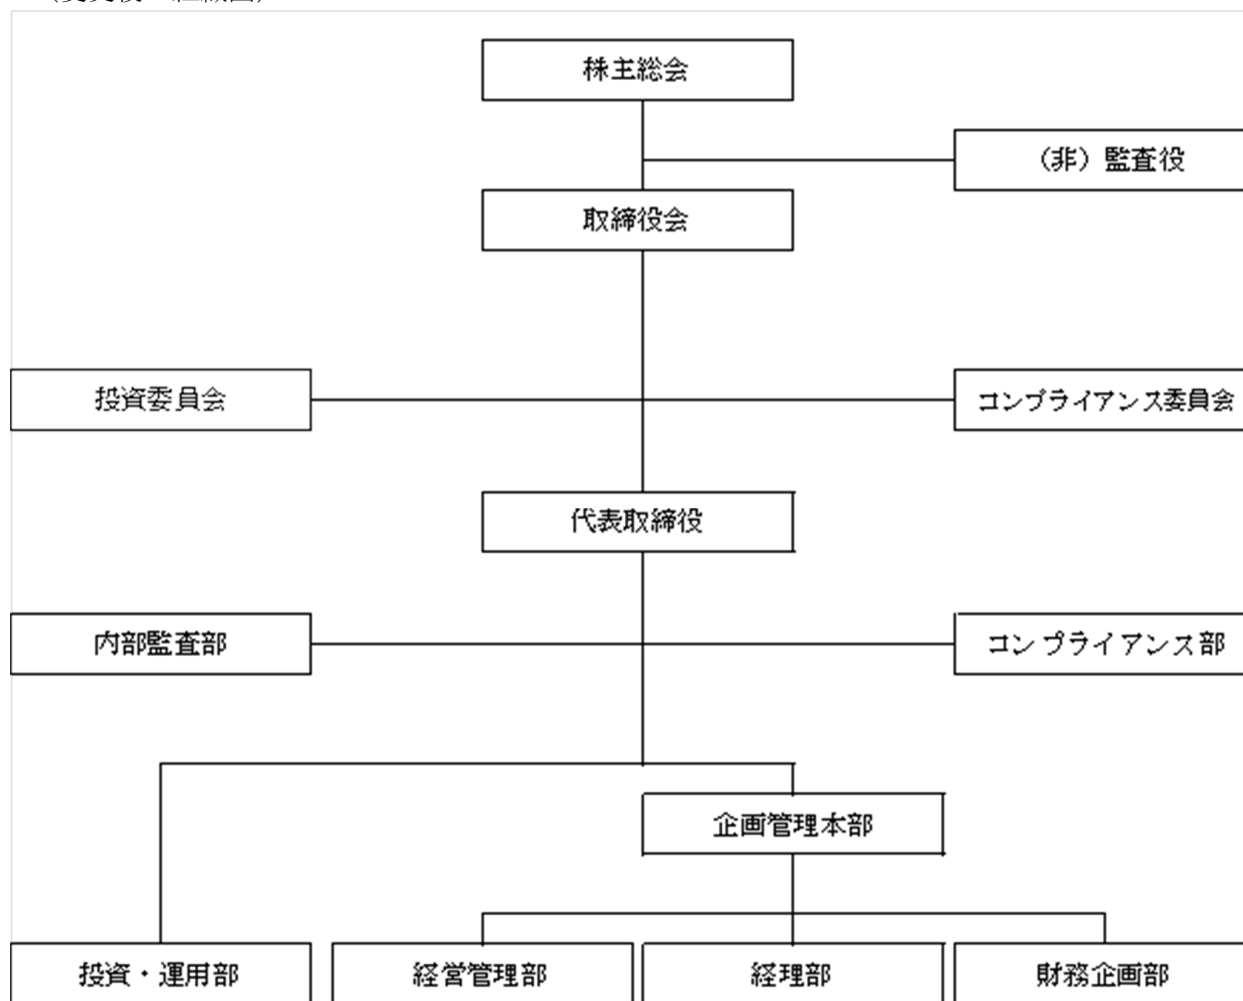 株主総会
（非）監査役
取締役会
投資委員会
コンプライアンス委員会
代表取締役
内部監査部
コンプライアンス部
企画管理本部
投資・運用部
経営管理部
経理部
財務企画部